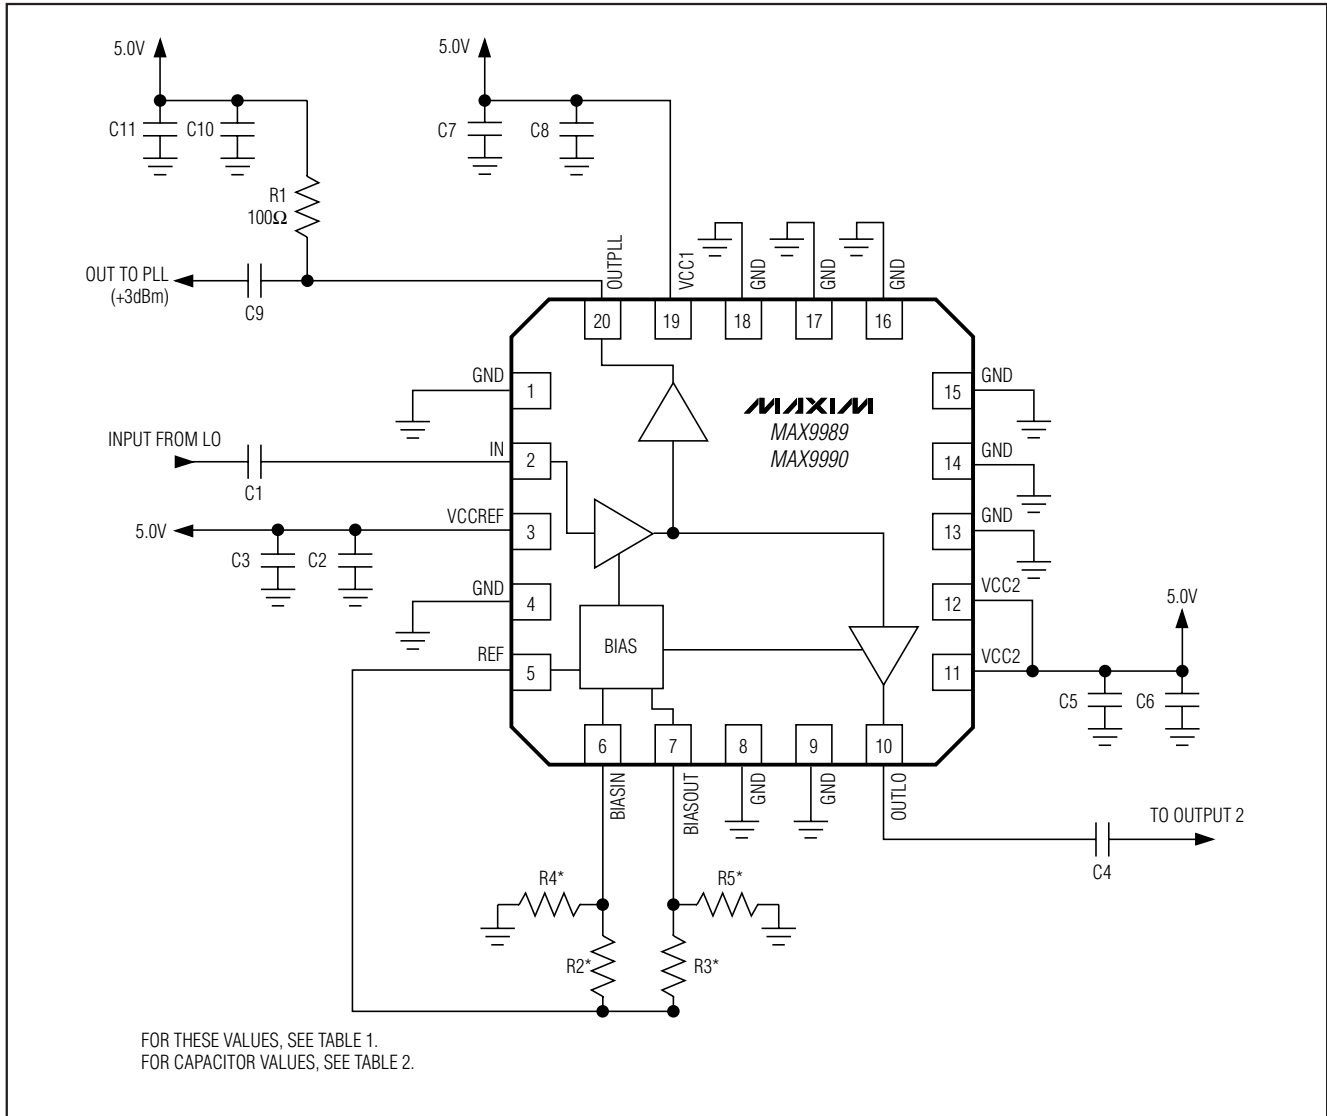 5.0V
5.0V
C11
C10
C7
C8
R1
100Ω
OUT TO PLL
(+3dBm)
C9
OUTPLL
VCC1
GND
GND
GND
20
19
18
17
16
GND
1
15
GND
MAXIM
MAX9989
MAX9990
INPUT FROM LO
C1
IN
2
14
GND
5.0V
C3
C2
VCCREF
3
13
GND
GND
4
12
VCC2
5.0V
REF
5
BIAS
11
VCC2
C5
C6
6
7
8
9
10
BIASIN
BIASOUT
GND
GND
OUTLO
TO OUTPUT 2
C4
R4*
R5*
R2*
R3*
FOR THESE VALUES, SEE TABLE 1.
FOR CAPACITOR VALUES, SEE TABLE 2.